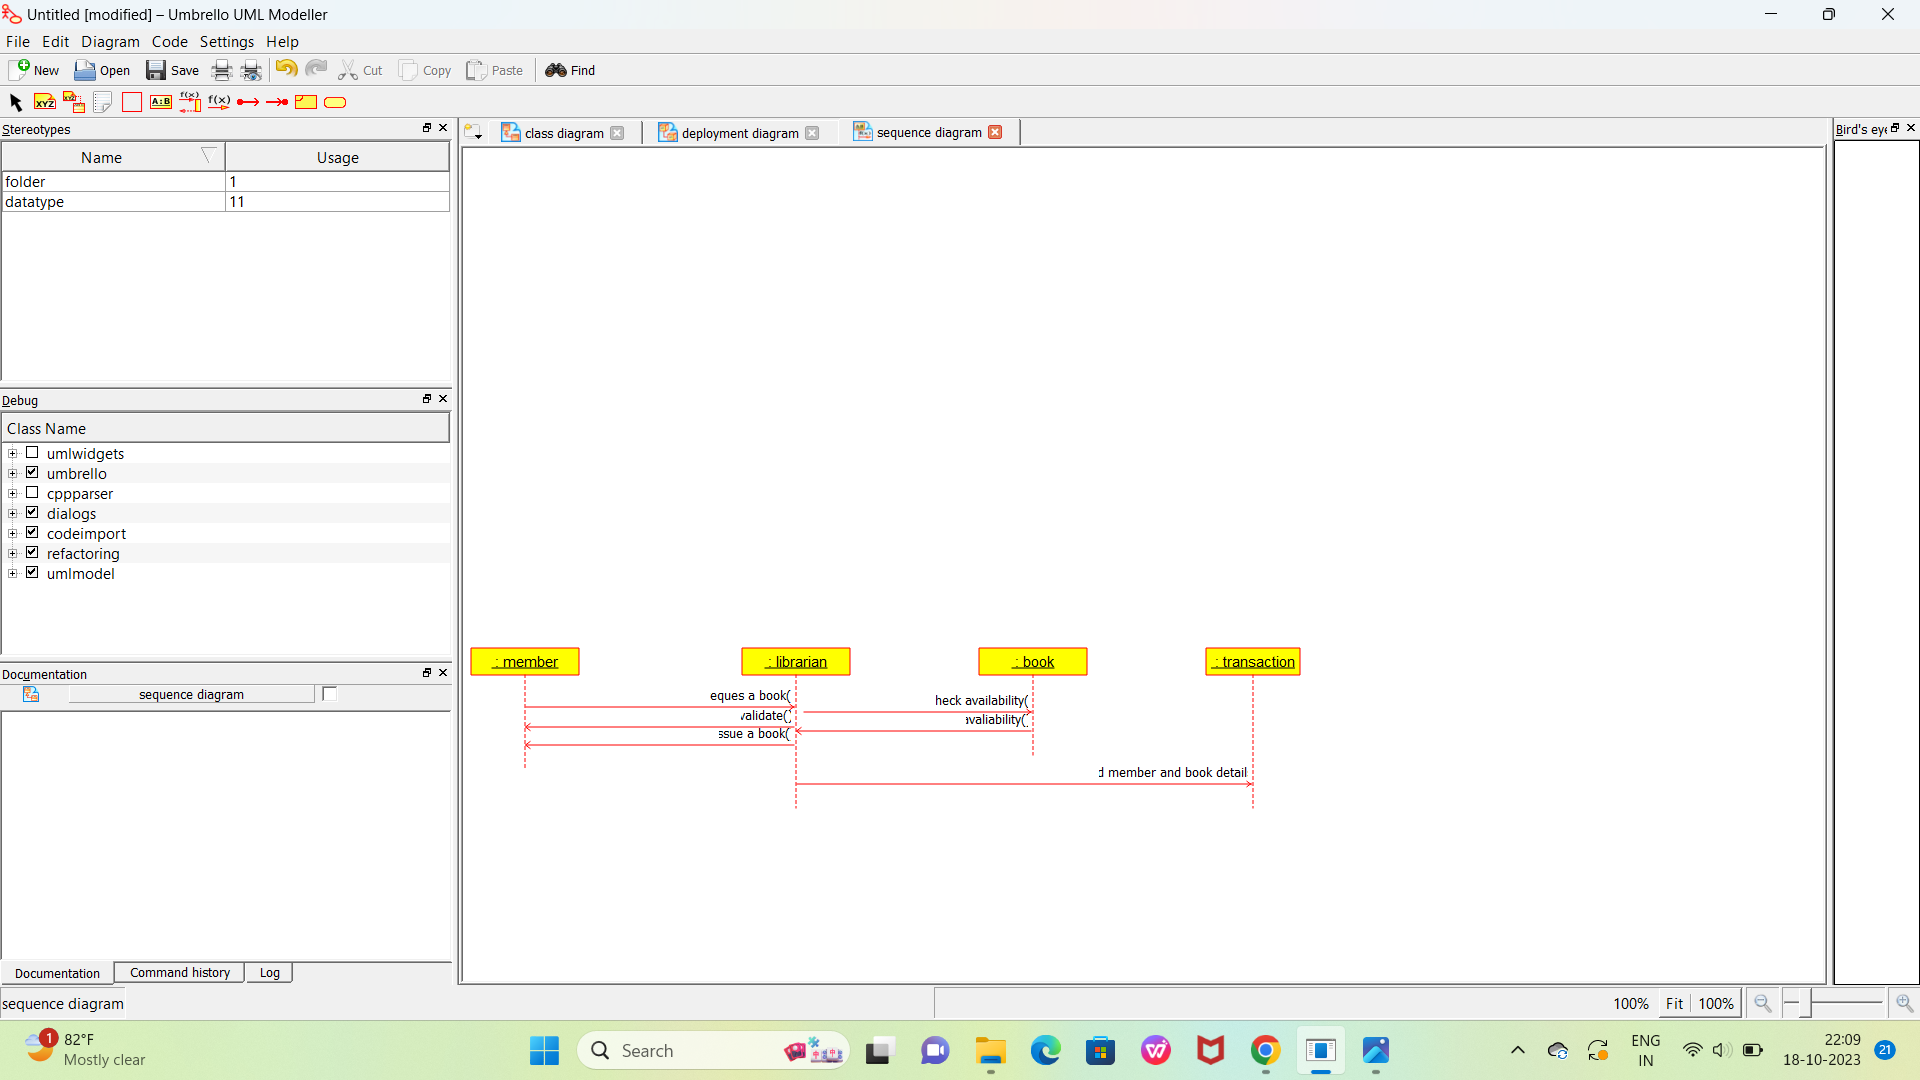 Untitled [modified] – Umbrello UML Modeller
File Edit Diagram Code Settings Help
New Open Save Cut Copy Paste Find
XYZ XYZ A:B f(x) f(x)
Stereotypes
Name Usage
folder 1
datatype 11
Debug
Class Name
umlwidgets
umbrello
cppparser
dialogs
codeimport
refactoring
umlmodel
Documentation
sequence diagram
Documentation Command history Log
sequence diagram
class diagram deployment diagram sequence diagram
: member : librarian : book : transaction
eques a book(
heck availability(
validate()
avaliability(
ssue a book(
d member and book detail
Bird's eye
100% Fit 100%
1 82°F
Mostly clear
Search
ENG
IN
22:09
18-10-2023
21